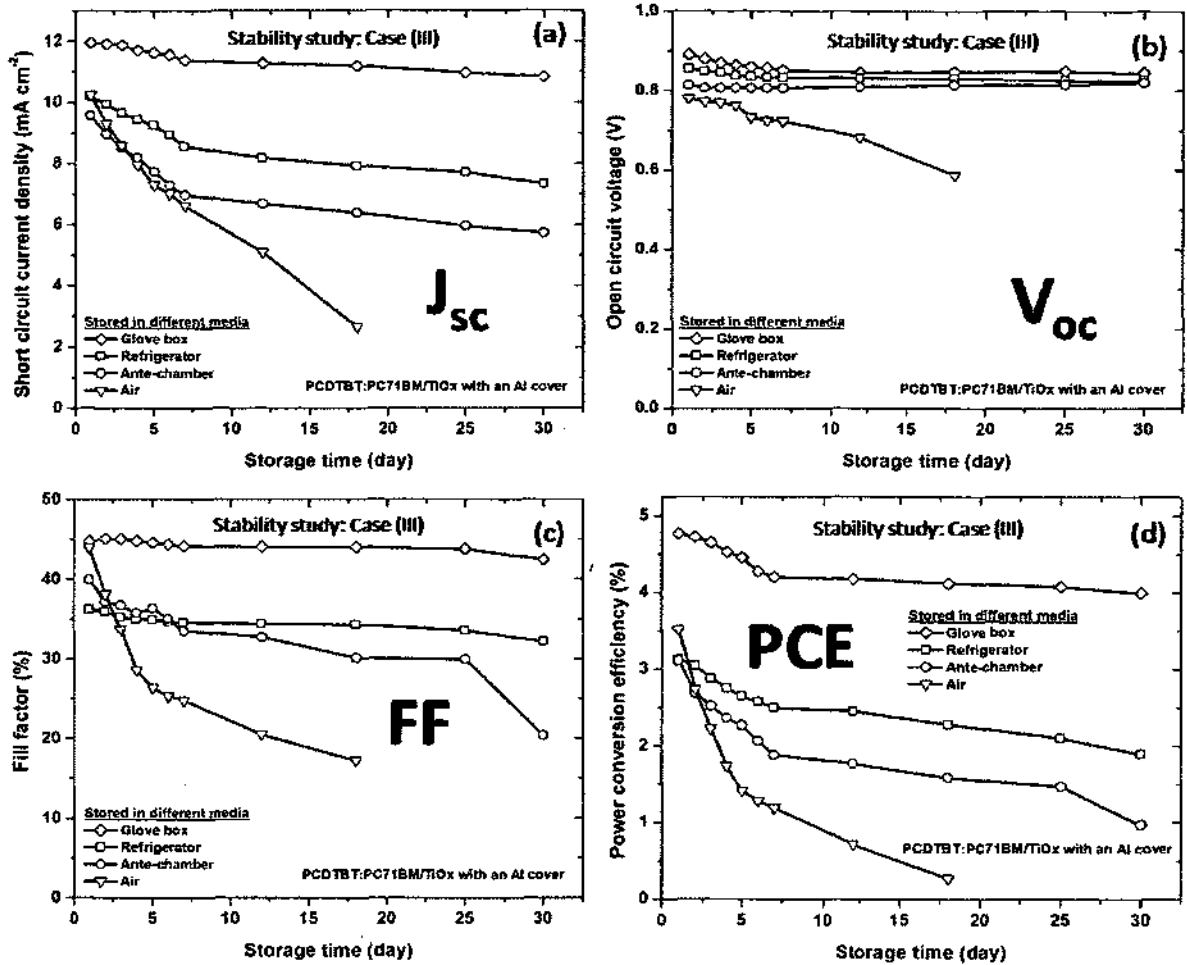 Stability study: Case (III)
(a)
Short circuit current density (mA cm⁻²)
12
10
8
6
4
2
0
Jsc
Stored in different media
Glove box
Refrigerator
Ante-chamber
Air
PCDTBT:PC71BM/TiOx with an Al cover
0 5 10 15 20 25 30
Storage time (day)
Stability study: Case (III)
(b)
Open circuit voltage (V)
1.0
0.8
0.6
0.4
0.2
0.0
Voc
Stored in different media
Glove box
Refrigerator
Ante-chamber
Air
PCDTBT:PC71BM/TiOx with an Al cover
0 5 10 15 20 25 30
Storage time (day)
Stability study: Case (III)
(c)
Fill factor (%)
50
40
30
20
10
0
FF
Stored in different media
Glove box
Refrigerator
Ante-chamber
Air
PCDTBT:PC71BM/TiOx with an Al cover
0 5 10 15 20 25 30
Storage time (day)
Stability study: Case (III)
(d)
Power conversion efficiency (%)
5
4
3
2
1
0
PCE
Stored in different media
Glove box
Refrigerator
Ante-chamber
Air
PCDTBT:PC71BM/TiOx with an Al cover
0 5 10 15 20 25 30
Storage time (day)